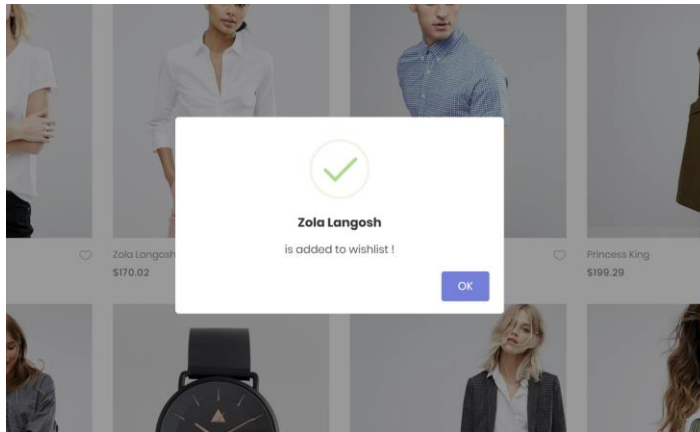 Zola Langosh
is added to wishlist !
OK
Zola Langosh
$170.02
Princess King
$199.29